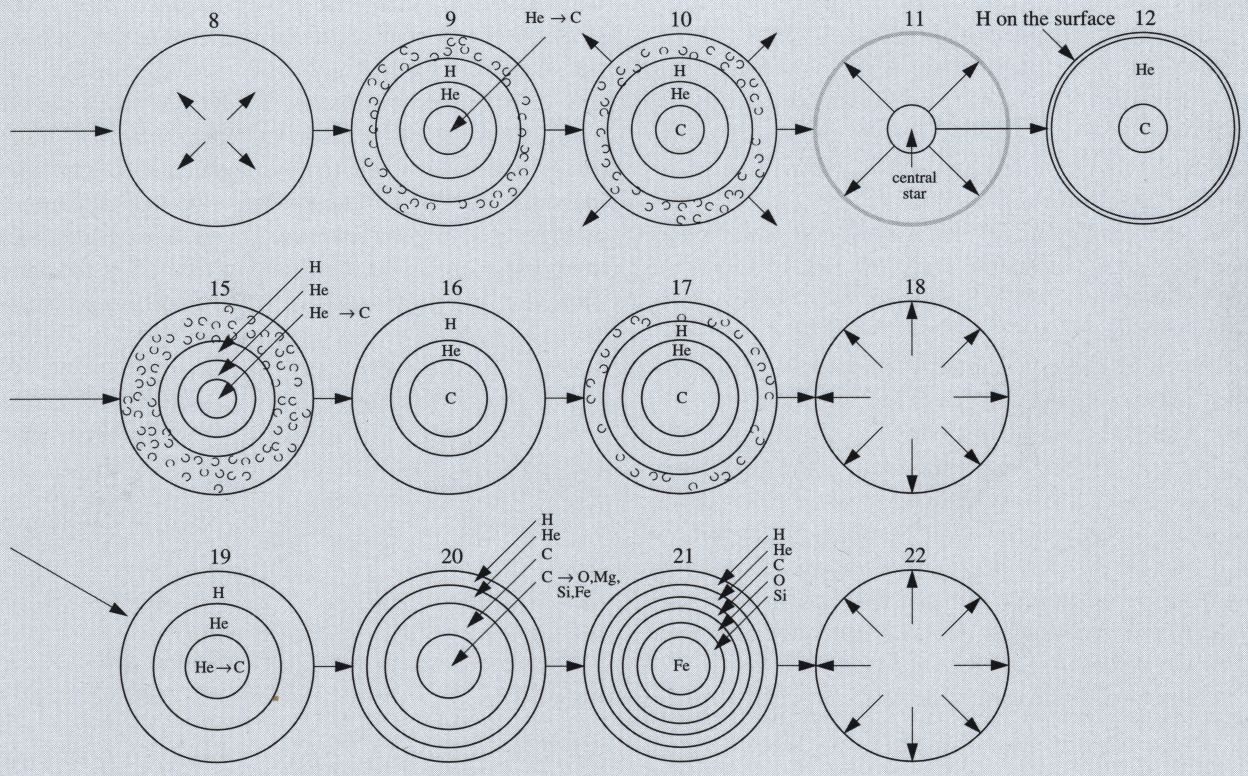 8
9
He → C
10
11
H on the surface
12
H
He
H
He
C
central
star
He
C
15
H
He
He → C
16
H
He
C
17
H
He
C
18
19
H
He
He→C
20
H
He
C
C → O,Mg,
Si,Fe
21
H
He
C
O
Si
Fe
22